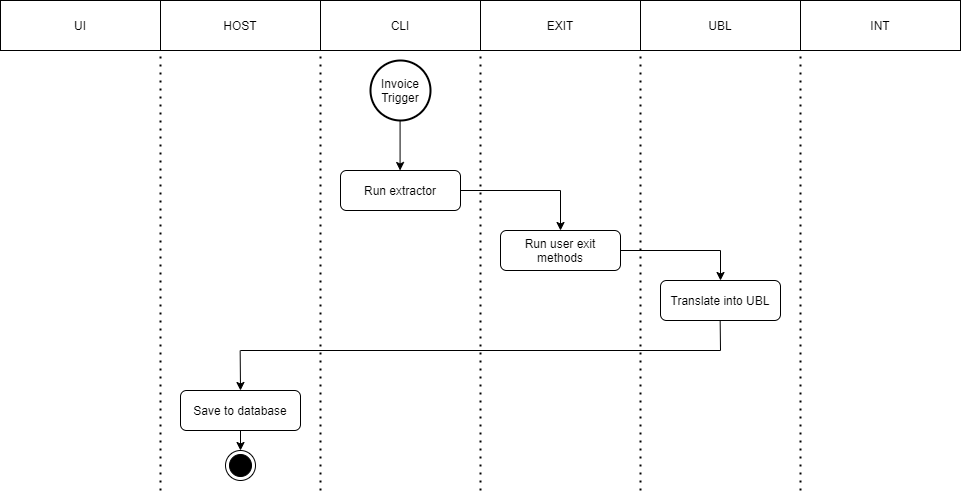 UI
HOST
CLI
EXIT
UBL
INT
Invoice
Trigger
Run extractor
Run user exit
methods
Translate into UBL
Save to database